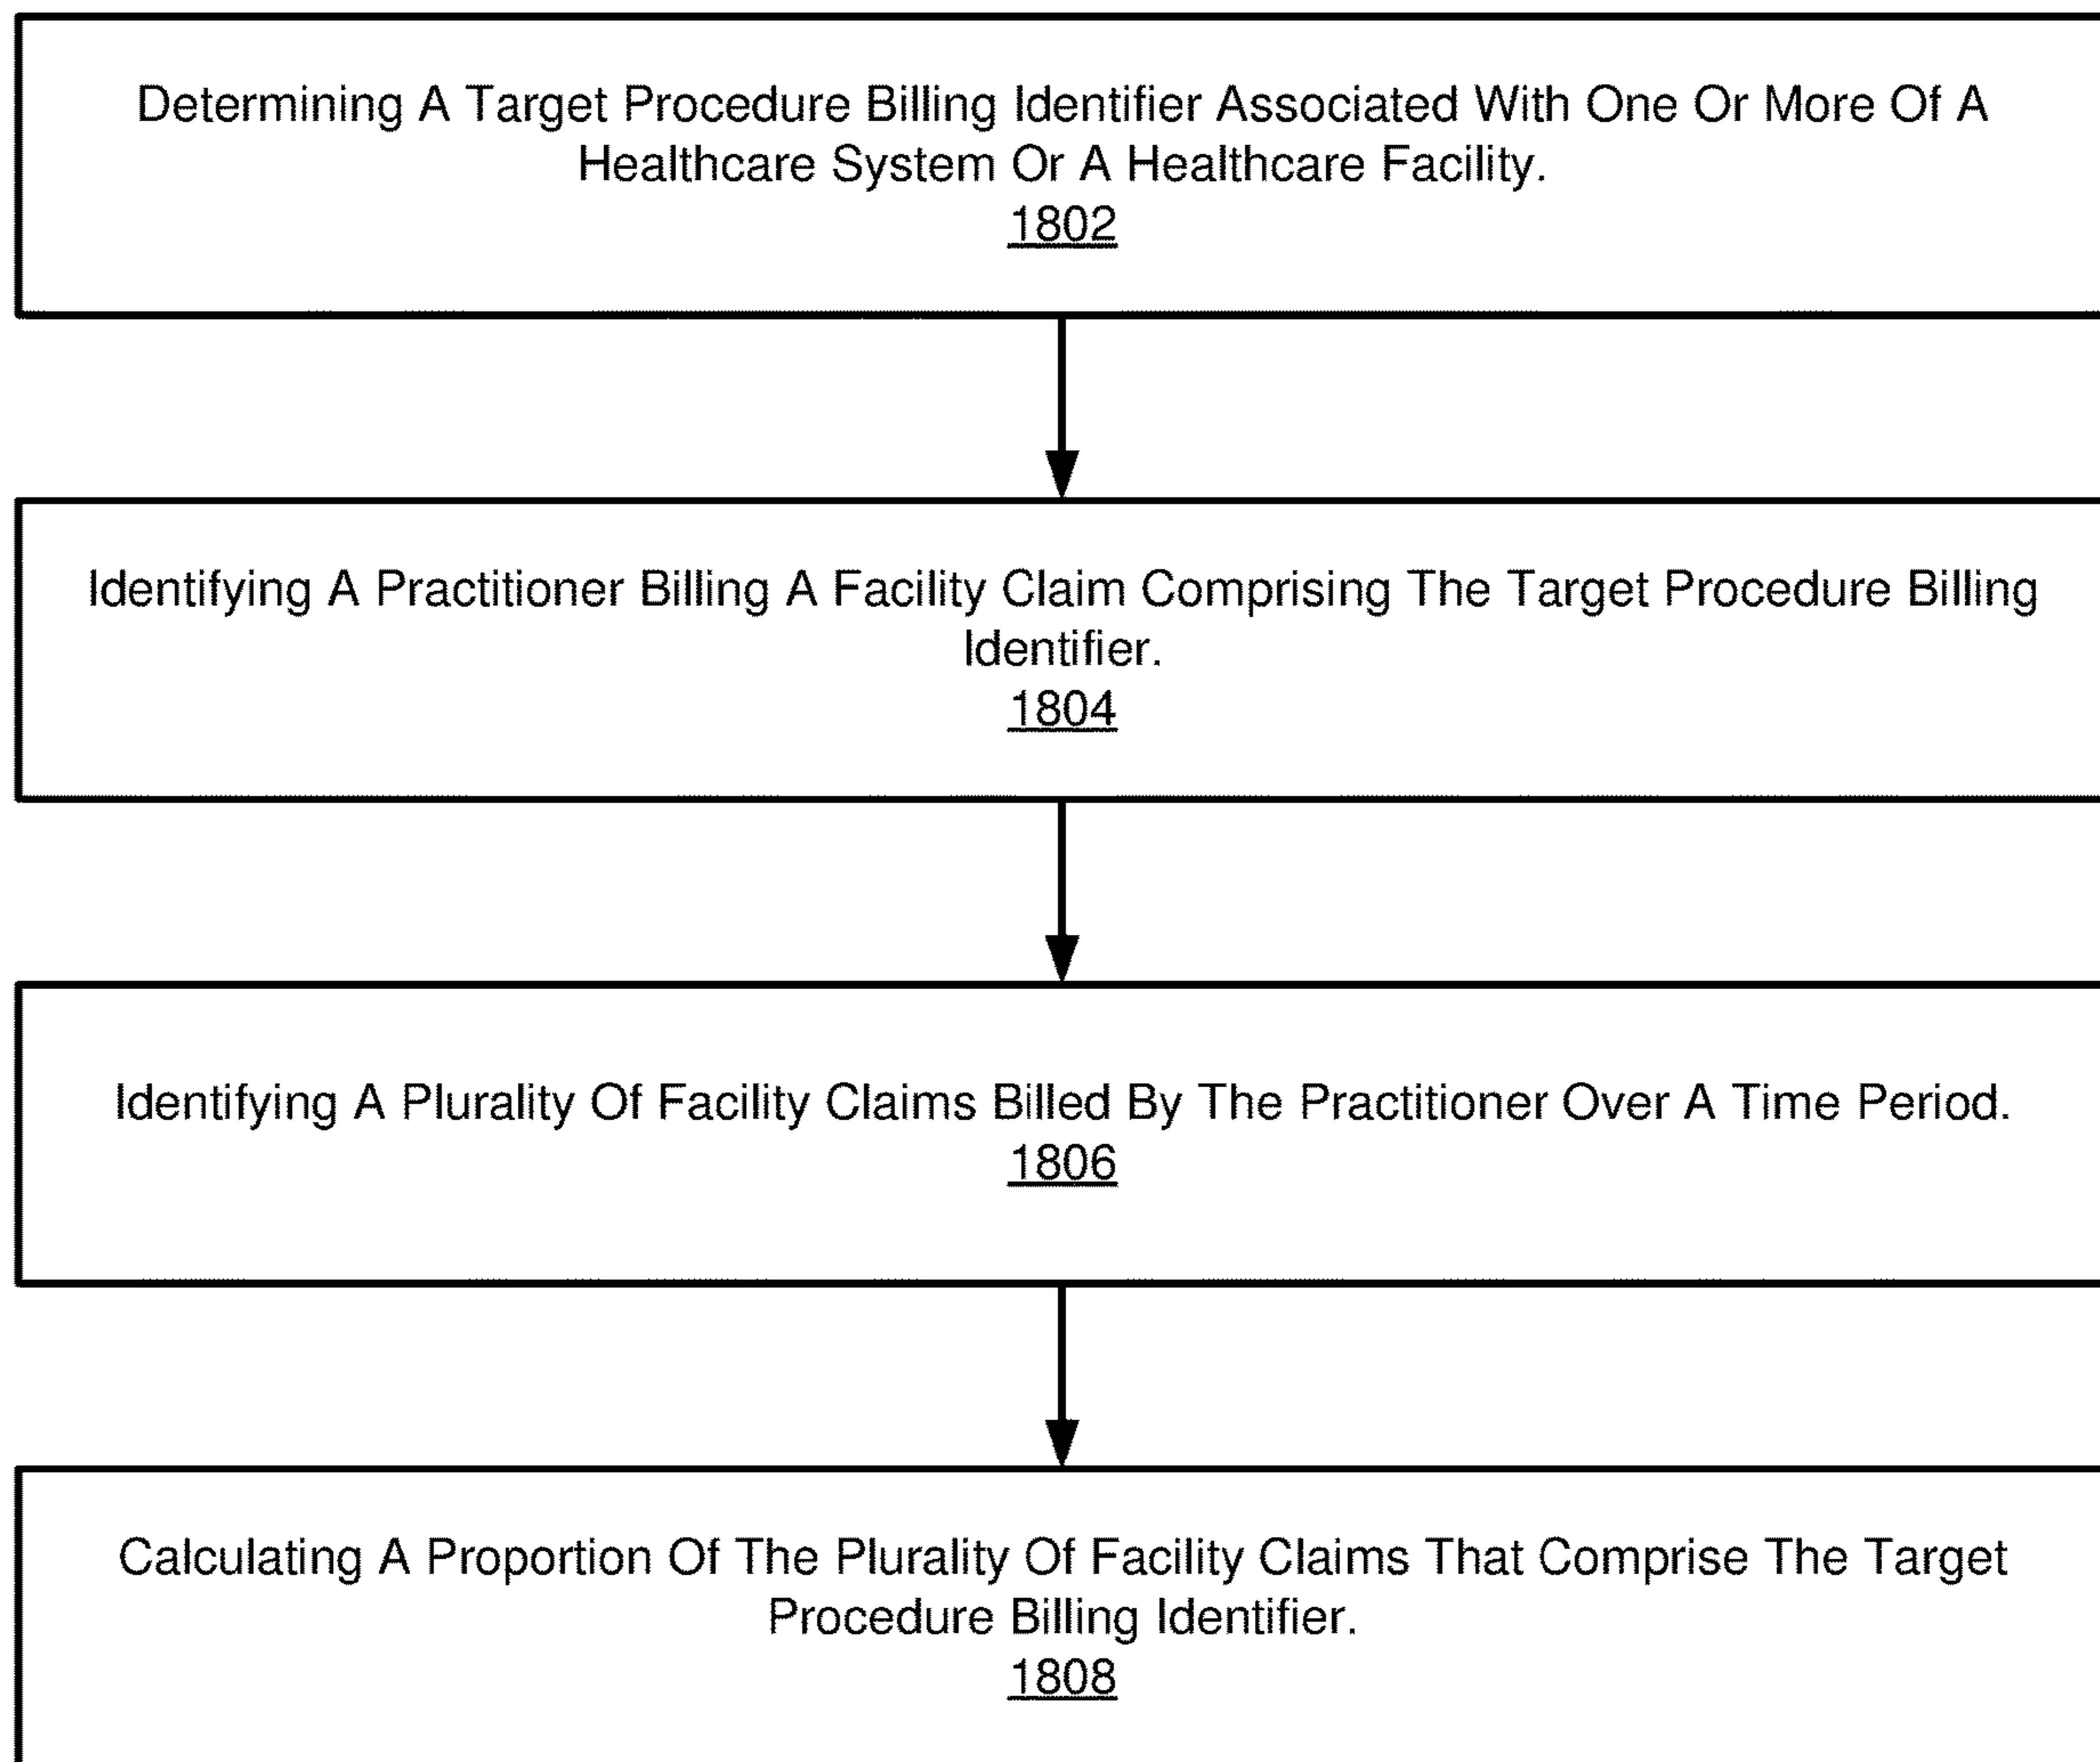 Determining A Target Procedure Billing Identifier Associated With One Or More Of A
Healthcare System Or A Healthcare Facility.
1802
Identifying A Practitioner Billing A Facility Claim Comprising The Target Procedure Billing
Identifier.
1804
Identifying A Plurality Of Facility Claims Billed By The Practitioner Over A Time Period.
1806
Calculating A Proportion Of The Plurality Of Facility Claims That Comprise The Target
Procedure Billing Identifier.
1808